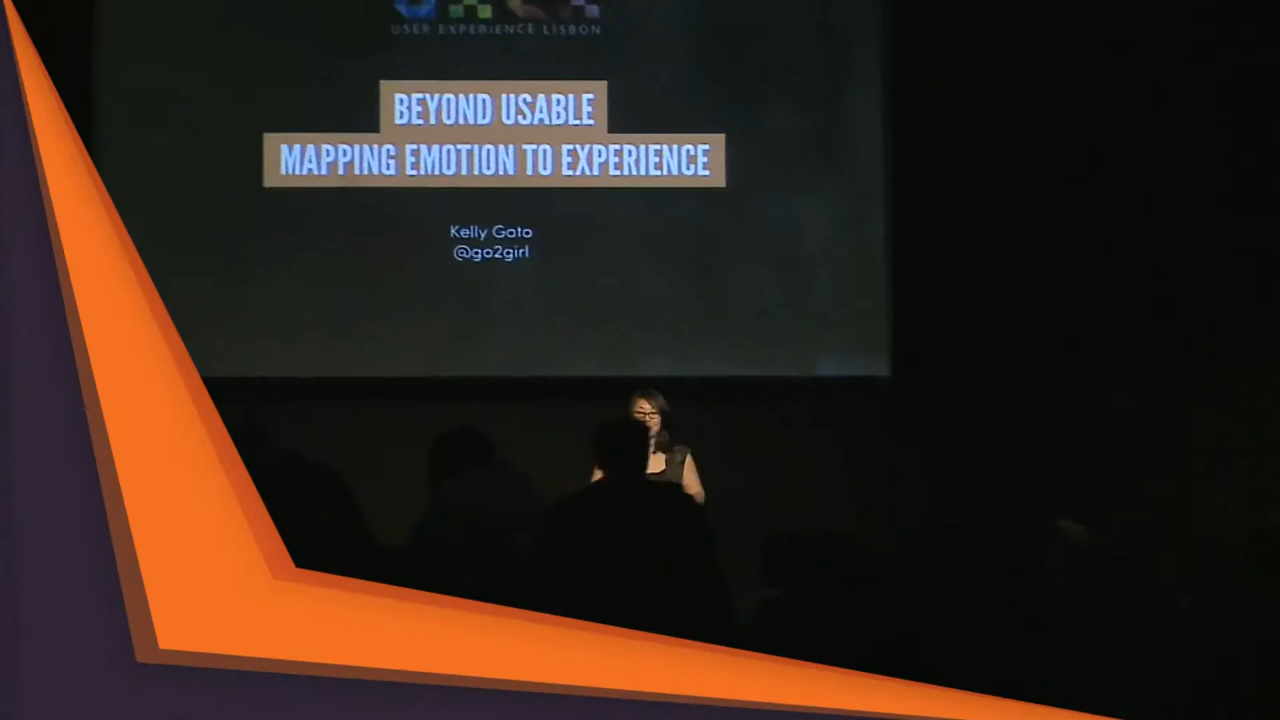 USER EXPERIENCE LISBON
BEYOND USABLE
MAPPING EMOTION TO EXPERIENCE
Kelly Goto
@go2girl